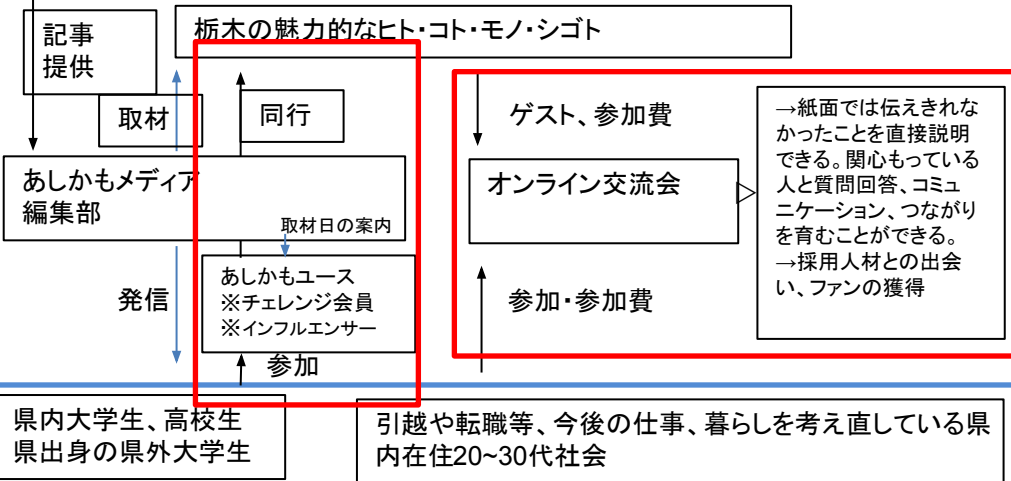 記事
提供
栃木の魅力的なヒト・コト・モノ・シゴト
取材
同行
ゲスト、参加費
→紙面では伝えきれな
かったことを直接説明
できる。関心もっている
人と質問回答、コミュ
ニケーション、つながり
を育むことができる。
→採用人材との出会
い、ファンの獲得
あしかもメディア
編集部
取材日の案内
オンライン交流会
発信
あしかもユース
※チェレンジ会員
※インフルエンサー
参加・参加費
参加
県内大学生、高校生
県出身の県外大学生
引越や転職等、今後の仕事、暮らしを考え直している県
内在住20~30代社会